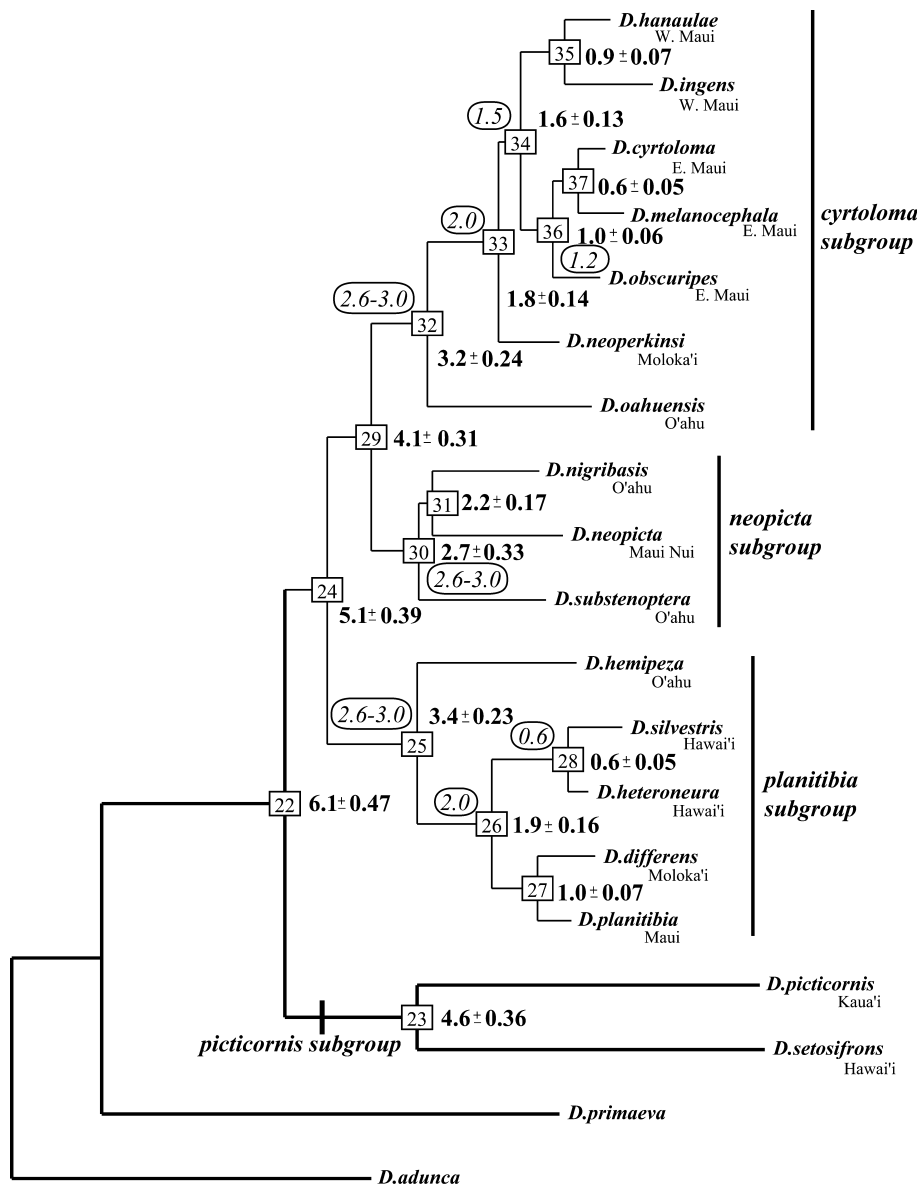 D.hanaulae
W. Maui
35
0.9 ± 0.07
D.ingens
W. Maui
1.5
1.6 ± 0.13
34
D.cyrtoloma
E. Maui
37
0.6 ± 0.05
D.melanocephala
E. Maui
2.0
33
36
1.0 ± 0.06
1.2
D.obscuripes
E. Maui
cyrtoloma
subgroup
2.6-3.0
1.8±0.14
32
3.2 ± 0.24
D.neoperkinsi
Moloka'i
D.oahuensis
O'ahu
29
4.1± 0.31
D.nigribasis
O'ahu
31
2.2 ± 0.17
D.neopicta
Maui Nui
30
2.7± 0.33
2.6-3.0
D.substenoptera
O'ahu
neopicta
subgroup
24
5.1± 0.39
D.hemipeza
O'ahu
2.6-3.0
3.4 ± 0.23
25
D.silvestris
Hawai'i
0.6
28
0.6 ± 0.05
D.heteroneura
Hawai'i
planitibia
subgroup
22
6.1± 0.47
2.0
26
1.9 ± 0.16
D.differens
Moloka'i
27
1.0 ± 0.07
D.planitibia
Maui
D.picticornis
Kaua'i
23
4.6 ± 0.36
picticornis subgroup
D.setosifrons
Hawai'i
D.primaeva
D.adunca